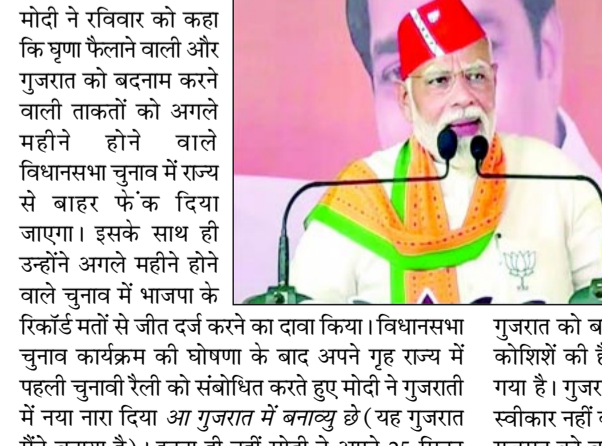 मोदी ने रविवार को कहा
कि घृणा फैलाने वाली और
गुजरात को बदनाम करने
वाली ताकतों को अगले
महीने होने वाले
विधानसभा चुनाव में राज्य
से बाहर फेंक दिया
जाएगा। इसके साथ ही
उन्होंने अगले महीने होने
वाले चुनाव में भाजपा के
रिकॉर्ड मतों से जीत दर्ज करने का दावा किया। विधानसभा
चुनाव कार्यक्रम की घोषणा के बाद अपने गृह राज्य में
पहली चुनावी रैली को संबोधित करते हुए मोदी ने गुजराती
में नया नारा दिया आ गुजरात में बनाव्यु छे (यह गुजरात
गुजरात को
कोशिशें की
गया है।
स्वीकार नहीं